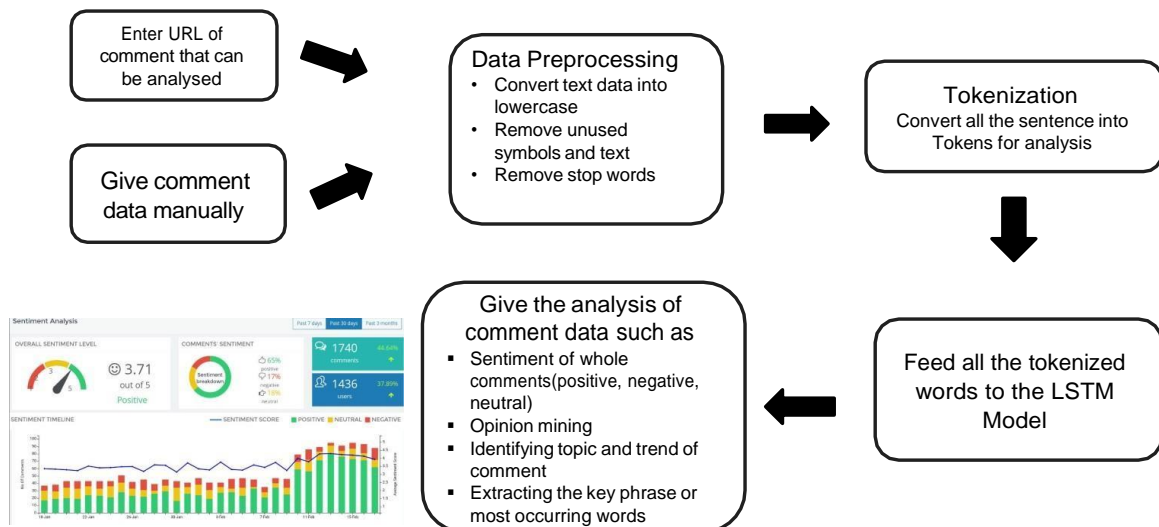 Enter URL of
comment that can
be analysed
Give comment
data manually
Data Preprocessing
• Convert text data into
lowercase
• Remove unused
symbols and text
• Remove stop words
Tokenization
Convert all the sentence into
Tokens for analysis
Feed all the tokenized
words to the LSTM
Model
Give the analysis of
comment data such as
▪ Sentiment of whole
comments(positive, negative,
neutral)
▪ Opinion mining
▪ Identifying topic and trend of
comment
▪ Extracting the key phrase or
most occurring words
Sentiment Analysis
Past 7 days Past 30 days Past 3 months
OVERALL SENTIMENT LEVEL
3
5
3.71
out of 5
Positive
COMMENTS' SENTIMENT
Sentiment
breakdown
65%
positive
17%
negative
18%
neutral
1740
comments
1436
users
37.89%
SENTIMENT TIMELINE
SENTIMENT SCORE POSITIVE NEUTRAL NEGATIVE